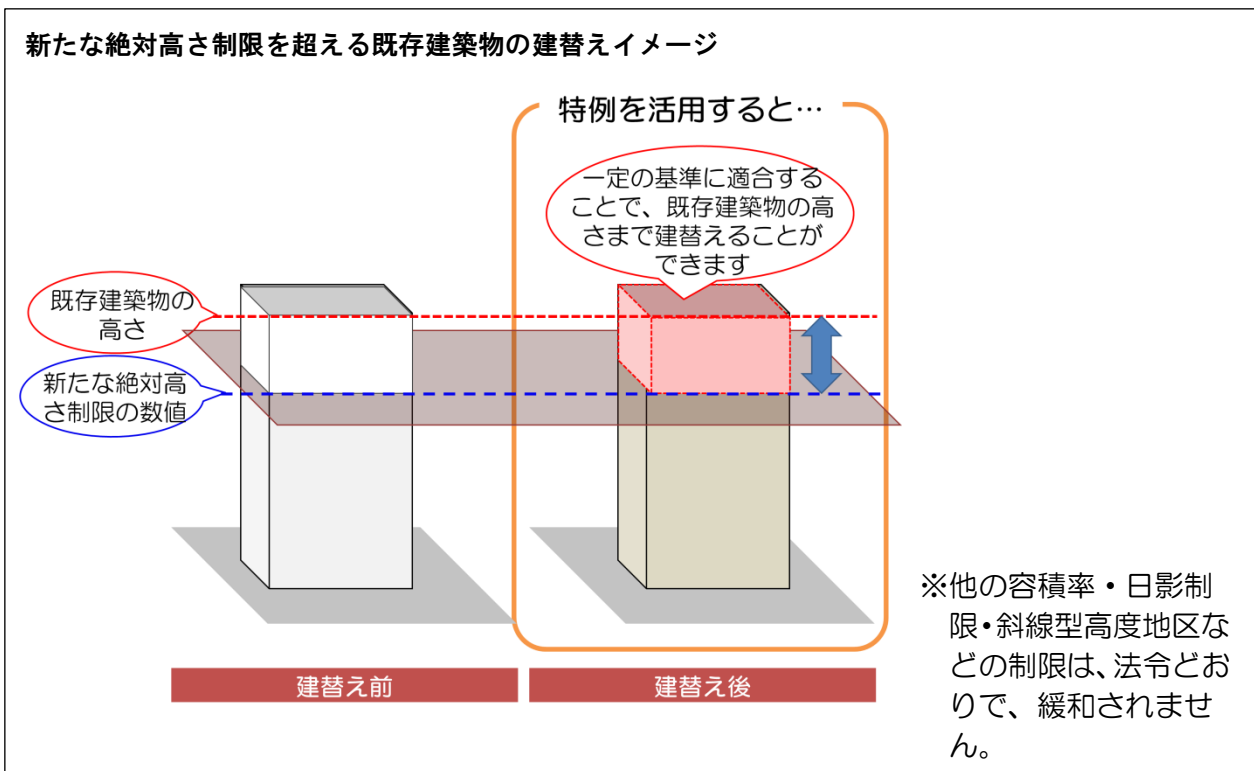 新たな絶対高さ制限を超える既存建築物の建替えイメージ
特例を活用すると…
一定の基準に適合する
ことで、既存建築物の高
さまで建替えることが
できます
既存建築物の
高さ
新たな絶対高
さ制限の数値
※他の容積率・日影制
限・斜線型高度地区な
どの制限は、法令どお
りで、緩和されませ
ん。
建替え前
建替え後